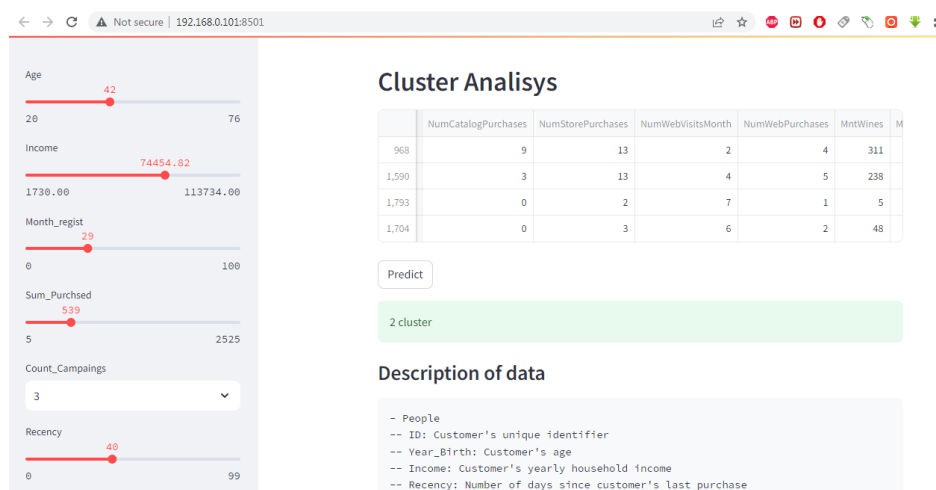 Not secure | 192.168.0.101:8501
ABP
Age
42
20 76
Income
74454.82
1730.00 113734.00
Month_regist
29
0 100
Sum_Purchsed
539
5 2525
Count_Campaings
3
Recency
40
0 99
Cluster Analisys
NumCatalogPurchases NumStorePurchases NumWebVisitsMonth NumWebPurchases MntWines M
968 9 13 2 4 311
1,590 3 13 4 5 238
1,793 0 2 7 1 5
1,704 0 3 6 2 48
Predict
2 cluster
Description of data
- People
-- ID: Customer's unique identifier
-- Year_Birth: Customer's age
-- Income: Customer's yearly household income
-- Recency: Number of days since customer's last purchase